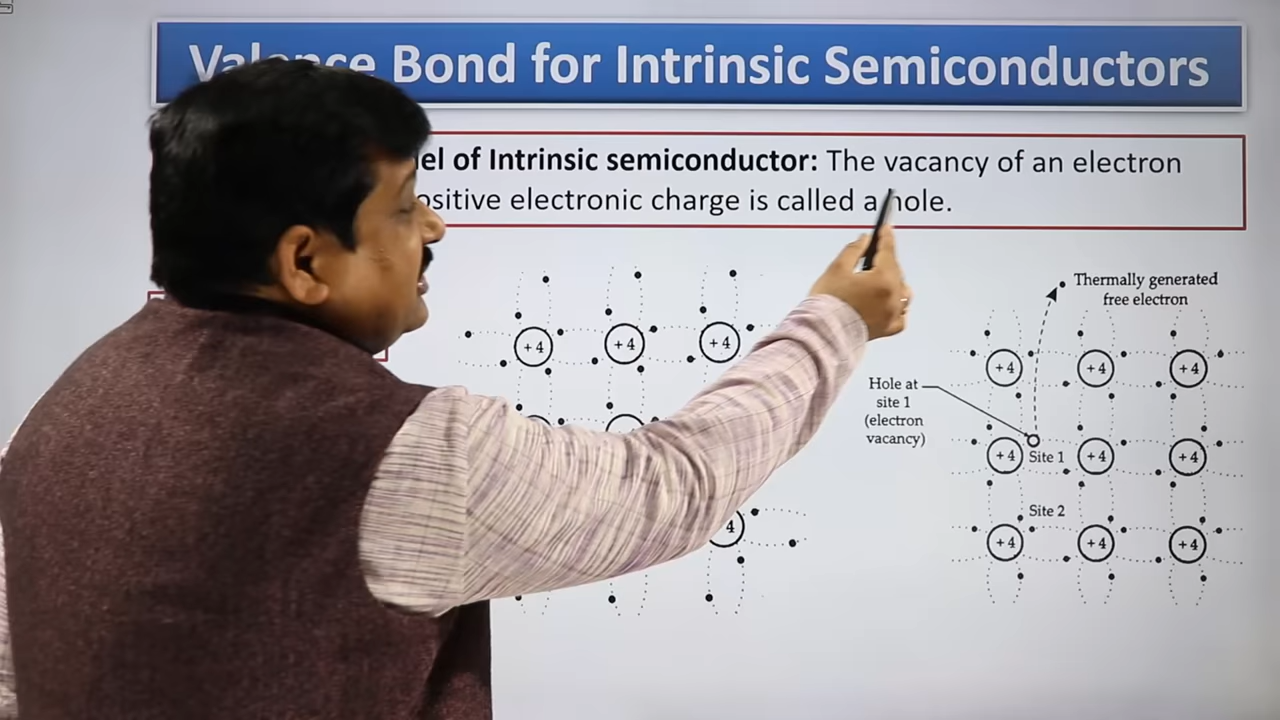 Bond for Intrinsic Semiconductors
of Intrinsic semiconductor: The vacancy of an electron
electronic charge is called a hole.
+4 +4 +4
4
Thermally generated
free electron
+4 +4 +4
Hole at
site 1
(electron
vacancy)
+4 Site 1 +4 +4
Site 2
+4 +4 +4